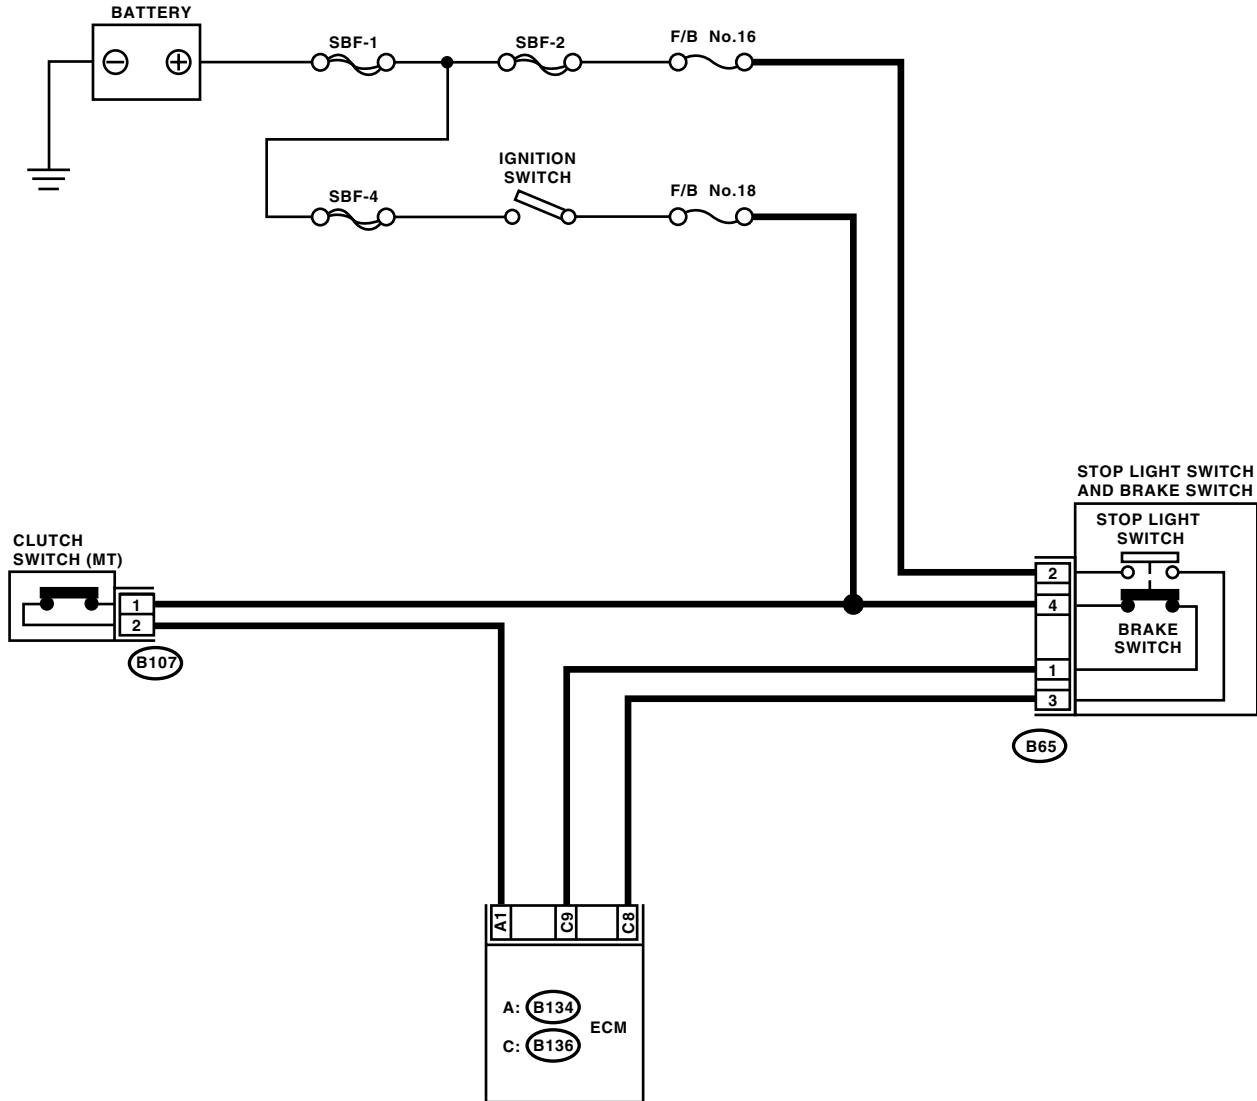 BATTERY
SBF-1
SBF-2
F/B No.16
SBF-4
IGNITION
SWITCH
F/B No.18
STOP LIGHT SWITCH
AND BRAKE SWITCH
STOP LIGHT
SWITCH
BRAKE
SWITCH
2
4
1
3
B65
CLUTCH
SWITCH (MT)
1
2
B107
A1
C9
C8
A: B134
C: B136
ECM